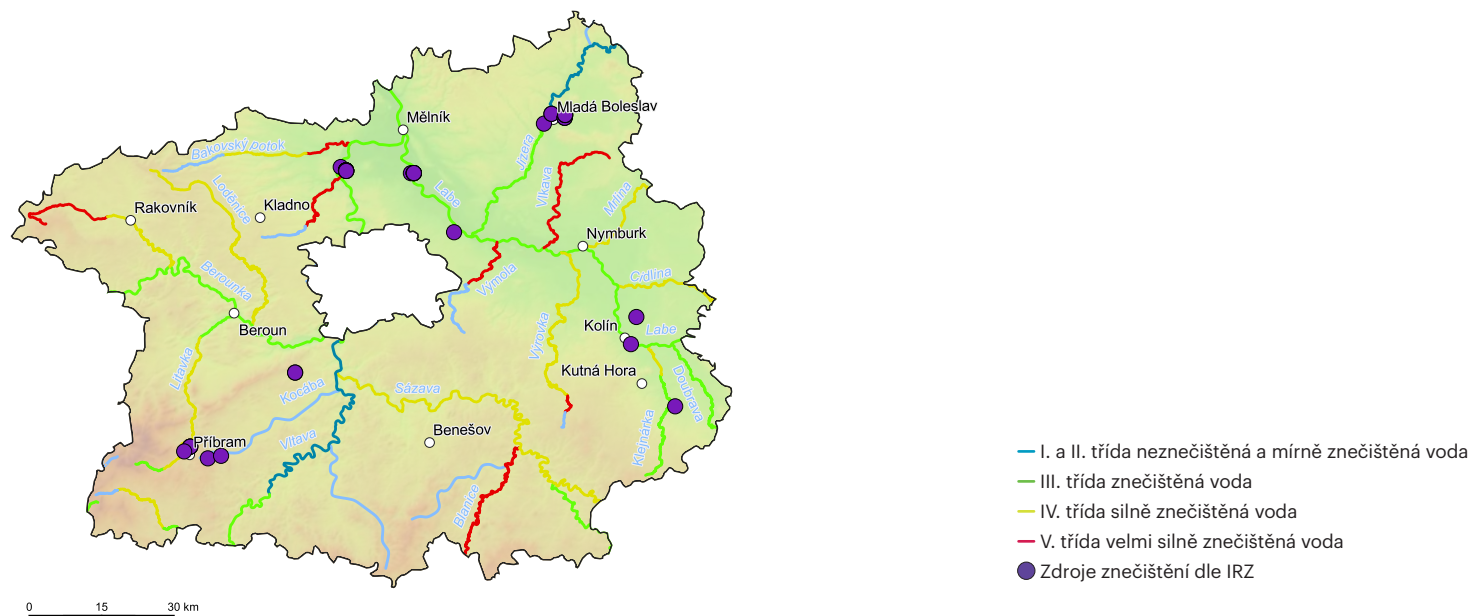 Mladá Boleslav
Mělník
Bakovský potok
Jizera
Loděnice
Labe
Vlkava
Mrlina
Rakovník
Kladno
Nymburk
Berounka
Výmola
Cidlina
Beroun
Výrovka
Kolín
Labe
Litavka
Kutná Hora
Kocába
Sázava
Doubrava
Příbram
Vltava
Benešov
Klejnárka
Blanice
I. a II. třída neznečištěná a mírně znečištěná voda
III. třída znečištěná voda
IV. třída silně znečištěná voda
V. třída velmi silně znečištěná voda
Zdroje znečištění dle IRZ
0 15 30 km